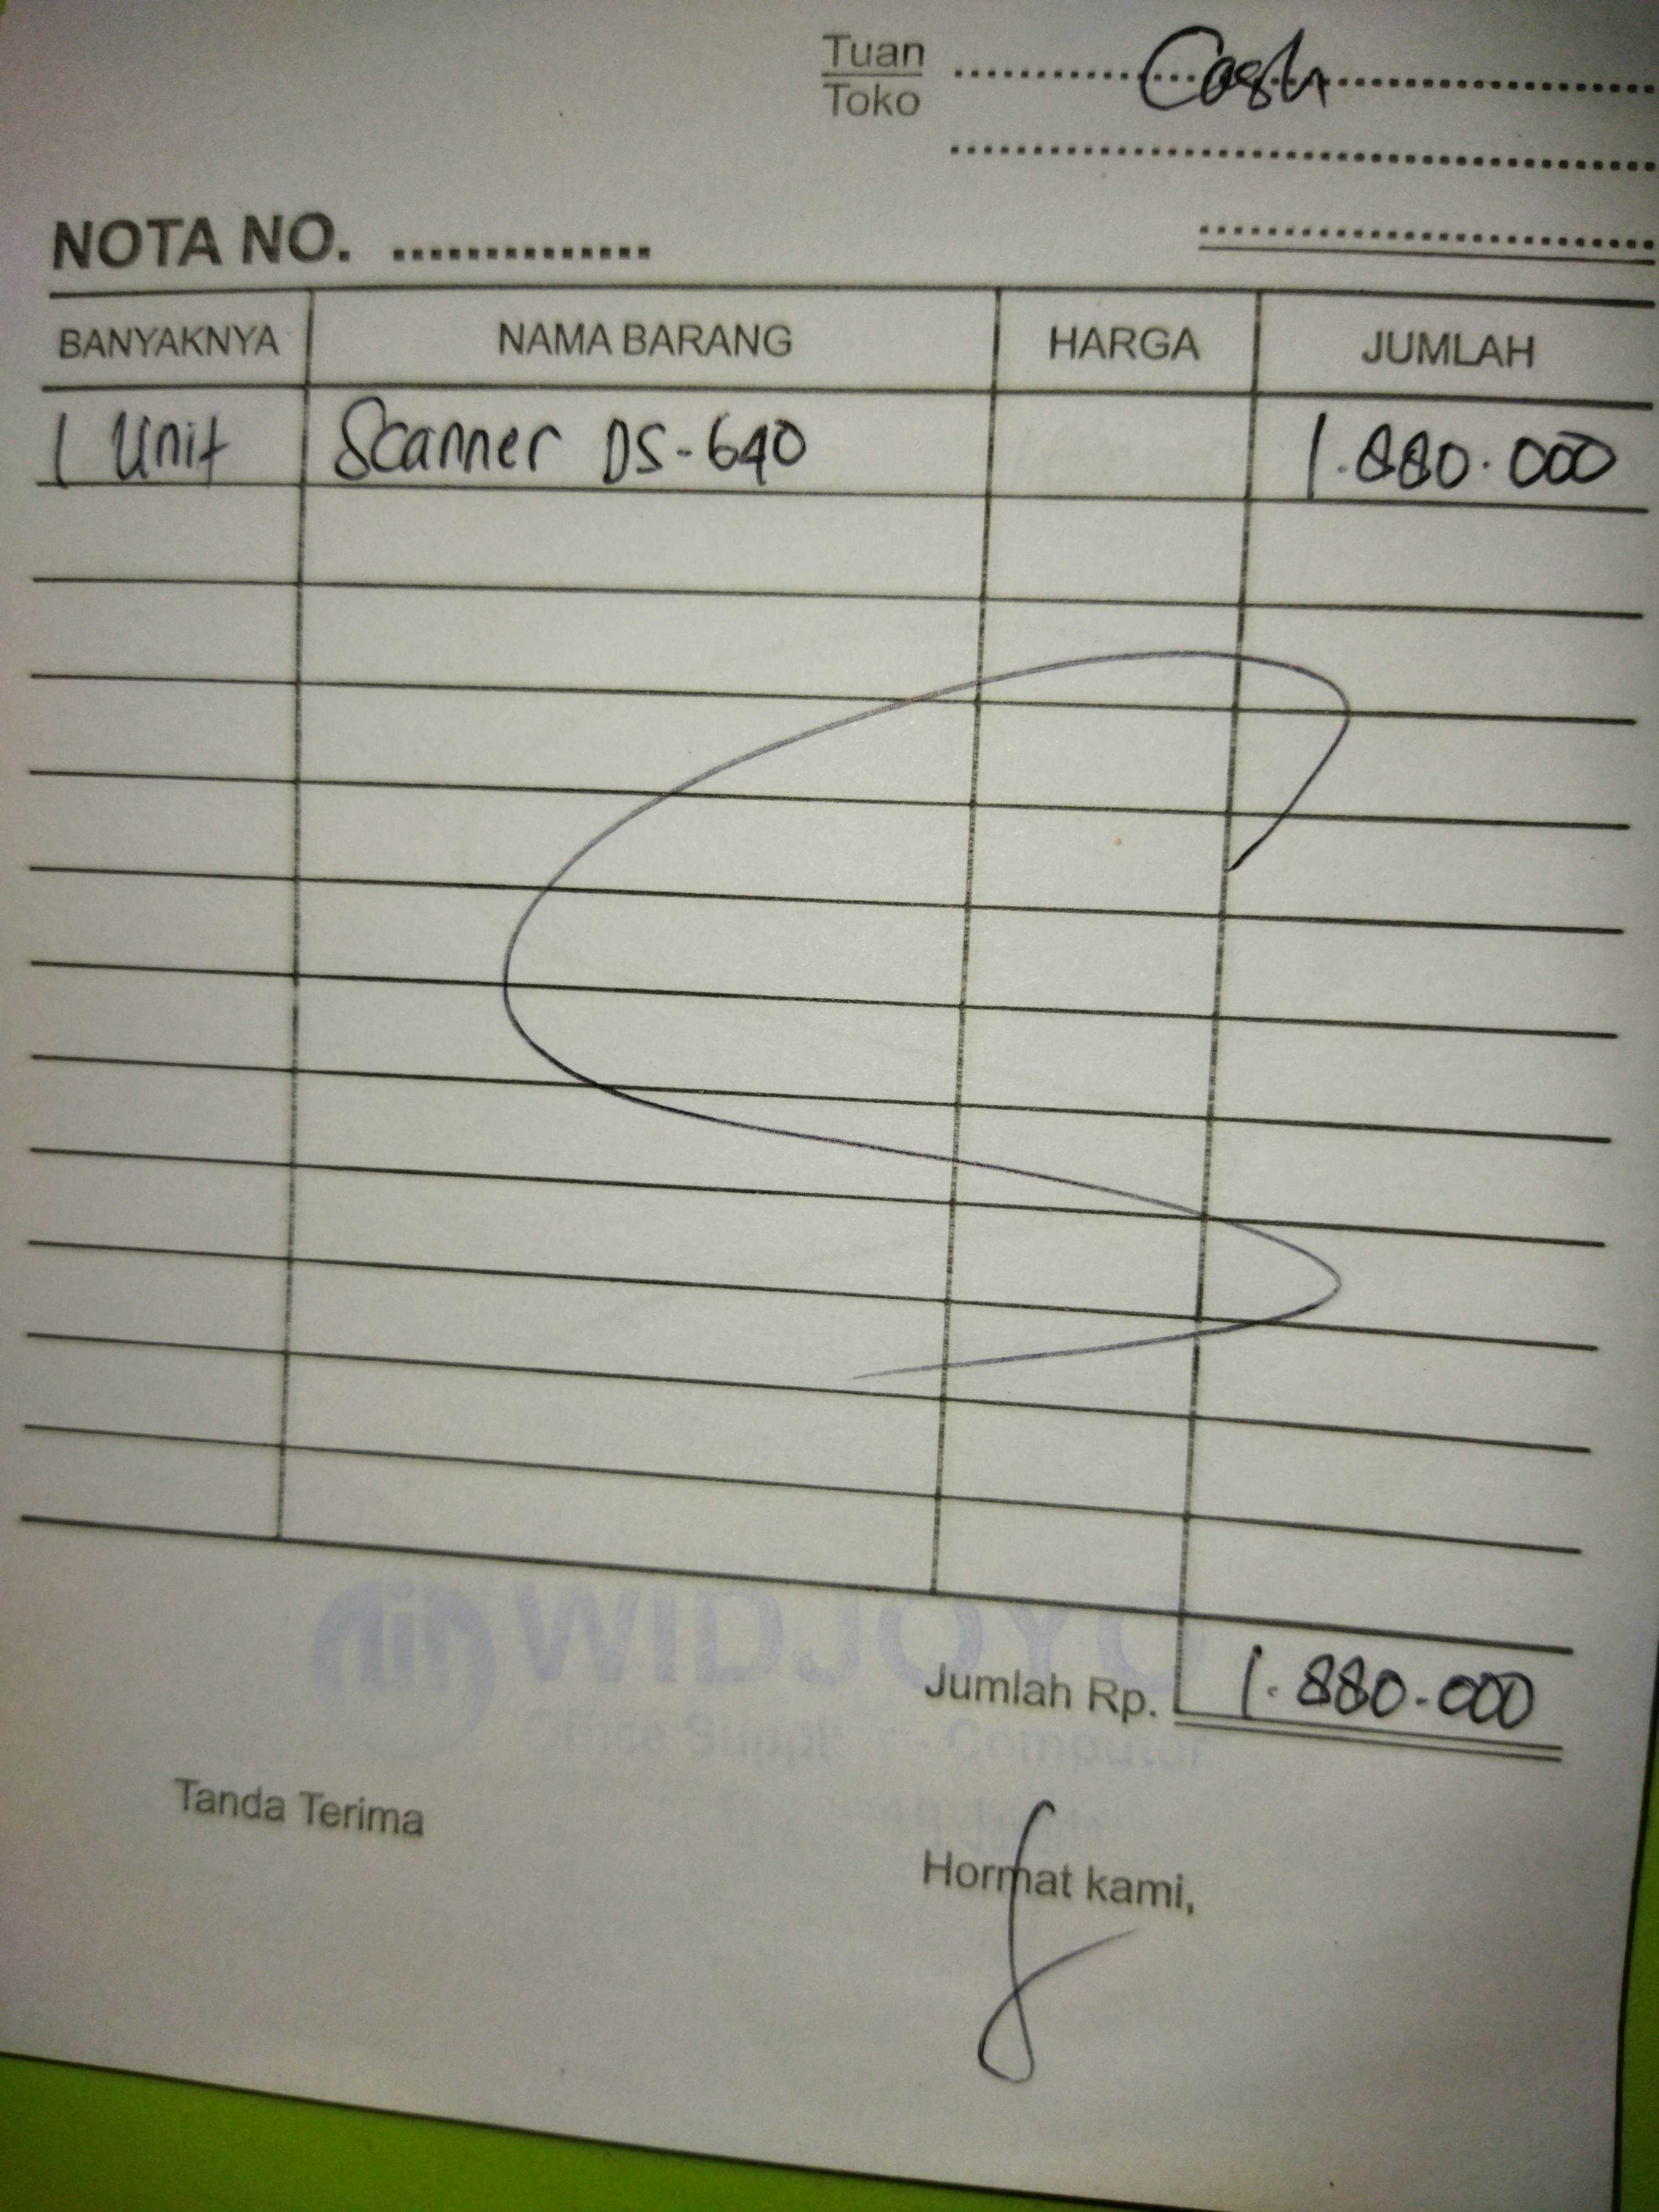 Tuan
Toko
Cash
NOTA NO.
BANYAKNYA NAMA BARANG HARGA JUMLAH
1 Unit Scanner DS-640 1.880.000
WIDJOYO
Jumlah Rp. 1.880.000
Office - Computer
Tanda Terima
Hormat kami,